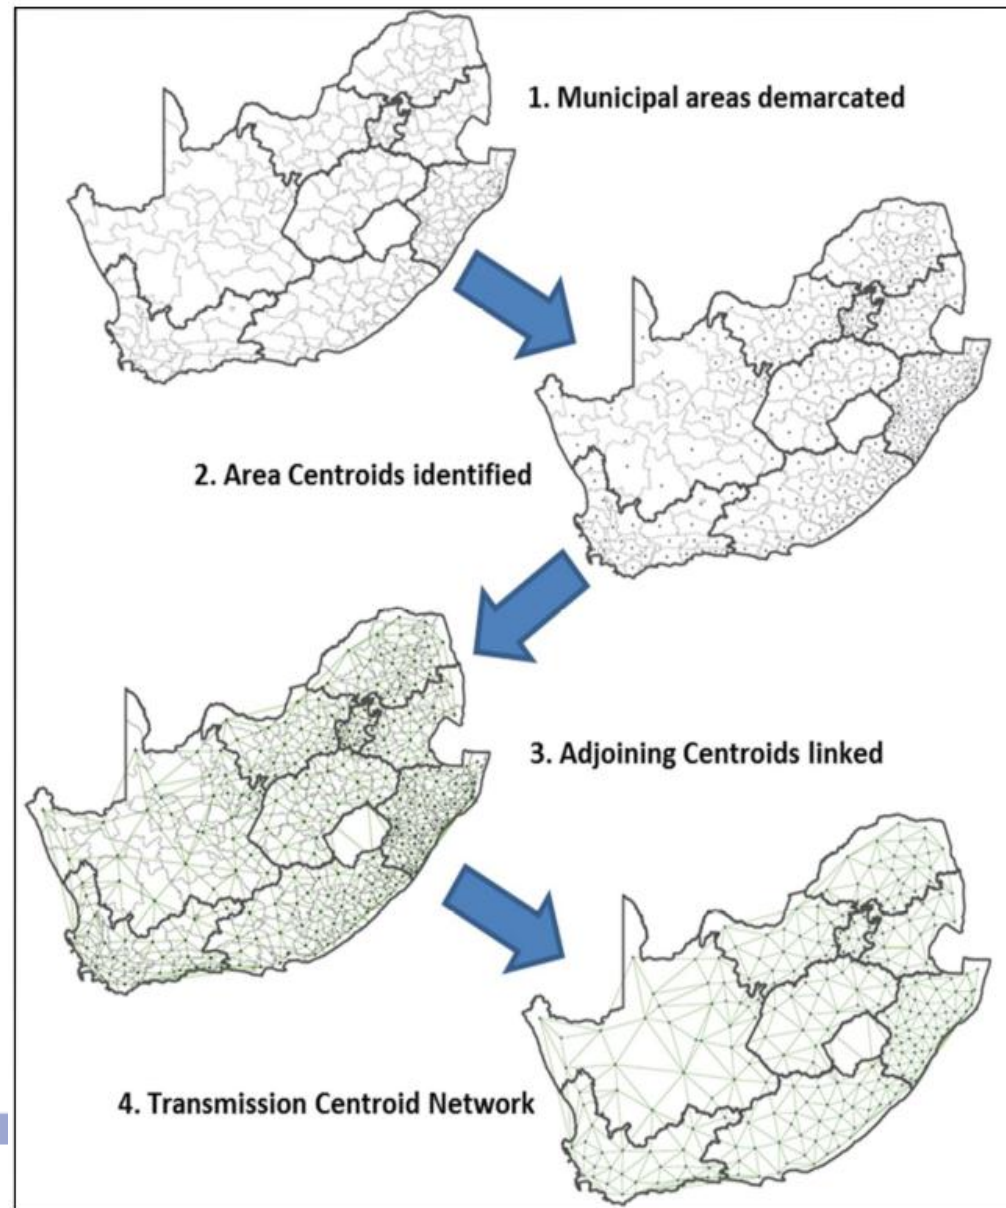 1. Municipal areas demarcated
2. Area Centroids identified
3. Adjoining Centroids linked
4. Transmission Centroid Network